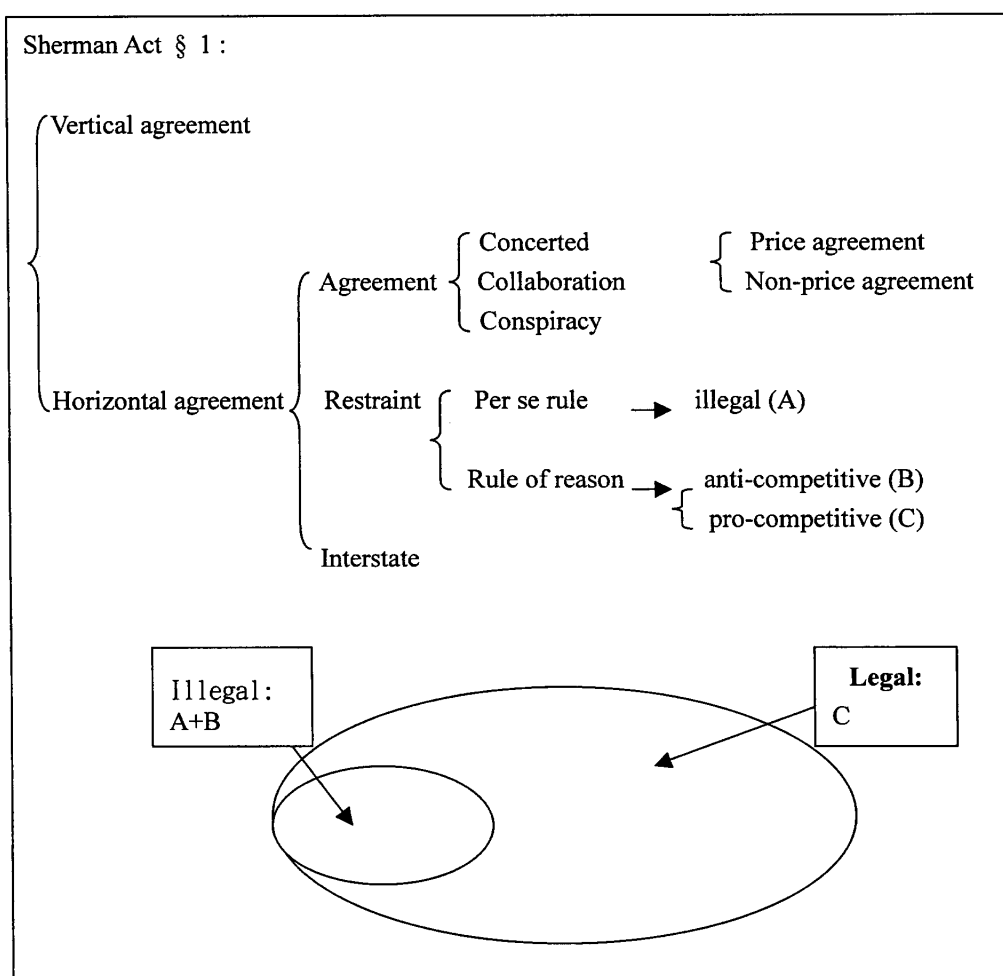 Sherman Act § 1 :
Vertical agreement
Concerted
Price agreement
Agreement
Collaboration
Non-price agreement
Conspiracy
Horizontal agreement
Restraint
Per se rule
illegal (A)
Rule of reason
anti-competitive (B)
pro-competitive (C)
Interstate
Illegal:
A+B
Legal:
C